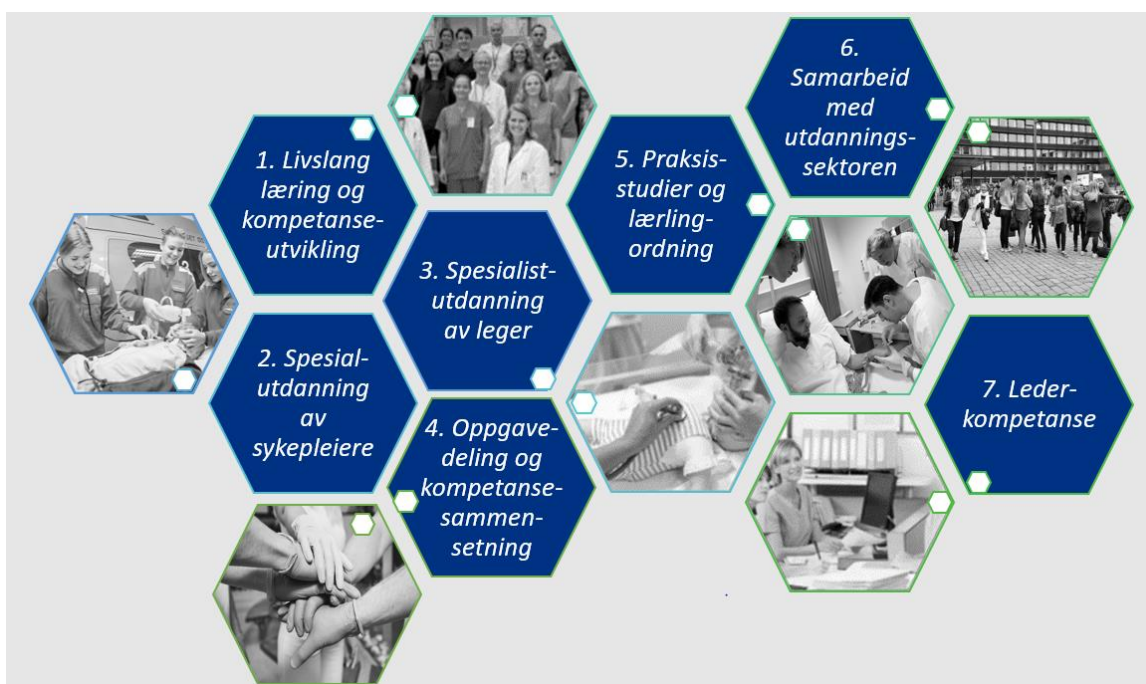 1. Livslang
læring og
kompetanse-
utvikling
2. Spesial-
utdanning
av
sykepleiere
3. Spesialist-
utdanning
av leger
4. Oppgave-
deling og
kompetanse-
sammen-
setning
5. Praksis-
studier og
lærling-
ordning
6.
Samarbeid
med
utdannings-
sektoren
7. Leder-
kompetanse